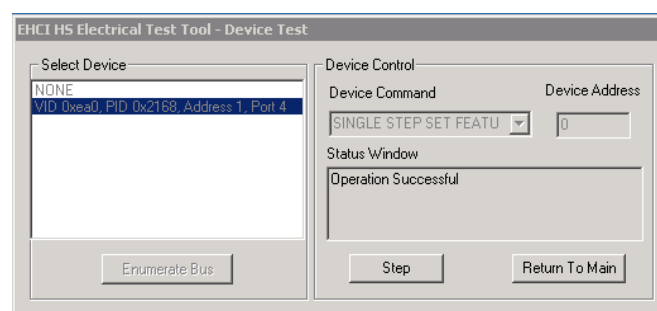 EHCI HS Electrical Test Tool - Device Test
Select Device
NONE
VID 0xea0, PID 0x2168, Address 1, Port 4
Enumerate Bus
Device Control
Device Command
Device Address
SINGLE STEP SET FEATU
0
Status Window
Operation Successful
Step
Return To Main